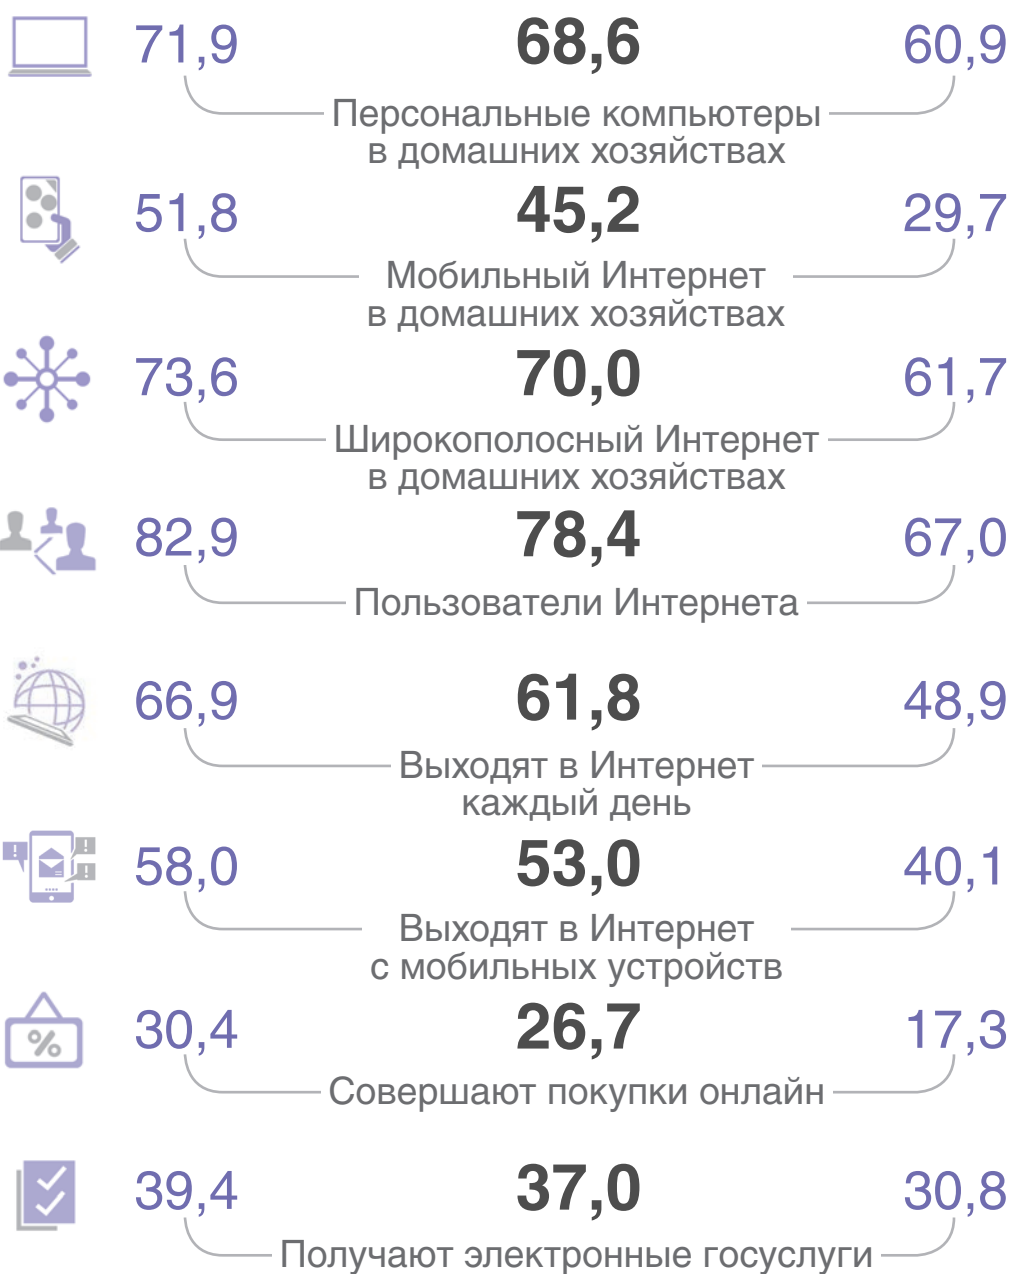 71,9 68,6 60,9
Персональные компьютеры
в домашних хозяйствах
51,8 45,2 29,7
Мобильный Интернет
в домашних хозяйствах
73,6 70,0 61,7
Широкополосный Интернет
в домашних хозяйствах
82,9 78,4 67,0
Пользователи Интернета
66,9 61,8 48,9
Выходят в Интернет
каждый день
58,0 53,0 40,1
Выходят в Интернет
с мобильных устройств
30,4 26,7 17,3
%
Совершают покупки онлайн
39,4 37,0 30,8
Получают электронные госуслуги